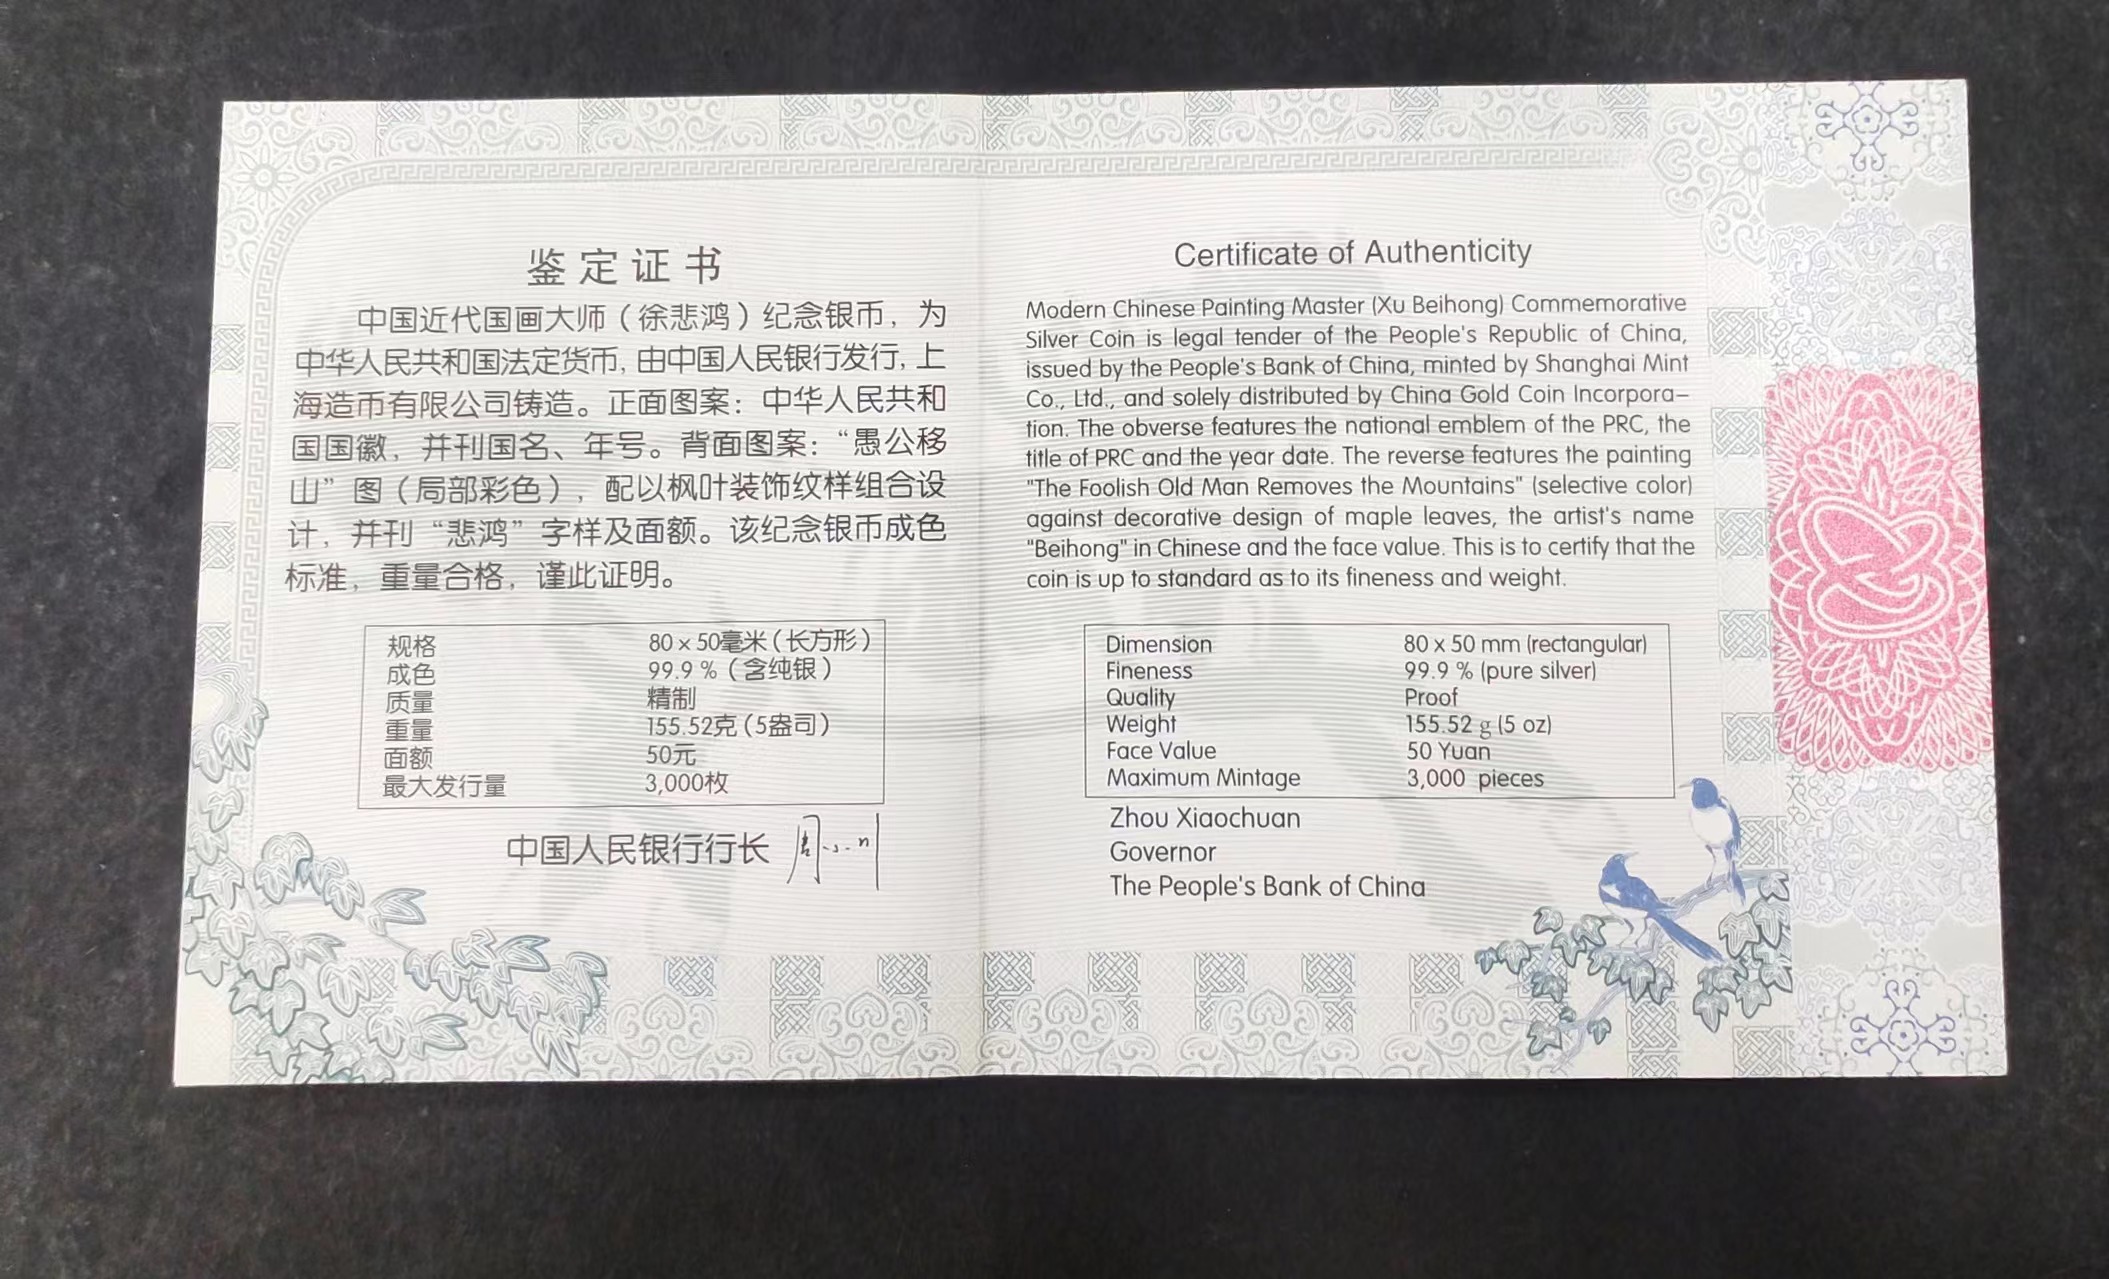 鉴定证书
中国近代国画大师（徐悲鸿）纪念银币，为
中华人民共和国法定货币，由中国人民银行发行，上
海造币有限公司铸造。正面图案：中华人民共和
国国徽，并刊国名、年号。背面图案：“愚公移
山”图（局部彩色），配以枫叶装饰纹样组合设
计，并刊“悲鸿”字样及面额。该纪念银币成色
标准，重量合格，谨此证明。
规格 80×50毫米（长方形）
成色 99.9 %（含纯银）
质量 精制
重量 155.52克（5盎司）
面额 50元
最大发行量 3,000枚
中国人民银行行长 周小川
Certificate of Authenticity
Modern Chinese Painting Master (Xu Beihong) Commemorative
Silver Coin is legal tender of the People's Republic of China,
issued by the People's Bank of China, minted by Shanghai Mint
Co., Ltd., and solely distributed by China Gold Coin Incorpora–
tion. The obverse features the national emblem of the PRC, the
title of PRC and the year date. The reverse features the painting
"The Foolish Old Man Removes the Mountains" (selective color)
against decorative design of maple leaves, the artist's name
"Beihong" in Chinese and the face value. This is to certify that the
coin is up to standard as to its fineness and weight.
Dimension 80 x 50 mm (rectangular)
Fineness 99.9 % (pure silver)
Quality Proof
Weight 155.52 g (5 oz)
Face Value 50 Yuan
Maximum Mintage 3,000 pieces
Zhou Xiaochuan
Governor
The People's Bank of China